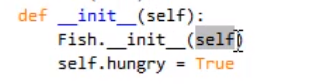 def __init__(self):
Fish.__init__(self)
self.hungry = True